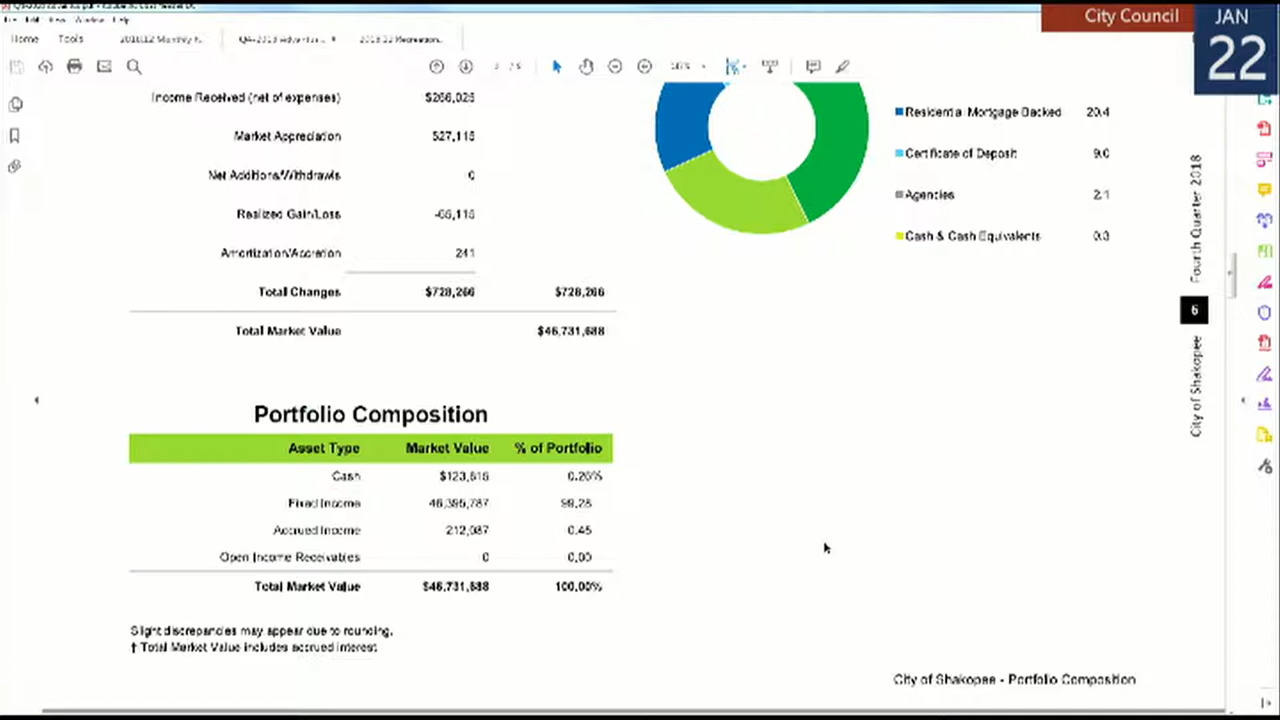 City Council
JAN
22
Home Tools
Income Received (net of expenses) $266,025
Market Appreciation 527,115
Net Additions/Withdrawls 0
Realized Gain/Loss -65,115
Amortization/Accretion 241
Total Changes $728,266 $728,266
Total Market Value $46,731,688
Residential Mortgage Backed 20.4
Certificate of Deposit 9.0
Agencies 2.1
Cash & Cash Equivalents 0.3
Fourth Quarter 2018
6
City of Shakopee
Portfolio Composition
Asset Type Market Value % of Portfolio
Cash $123,815 0.26%
Fixed Income 46,395,787 99.28
Accrued Income 212,087 0.45
Open Income Receivables 0 0.00
Total Market Value $46,731,688 100.00%
Slight discrepancies may appear due to rounding.
† Total Market Value includes accrued interest
City of Shakopee - Portfolio Composition